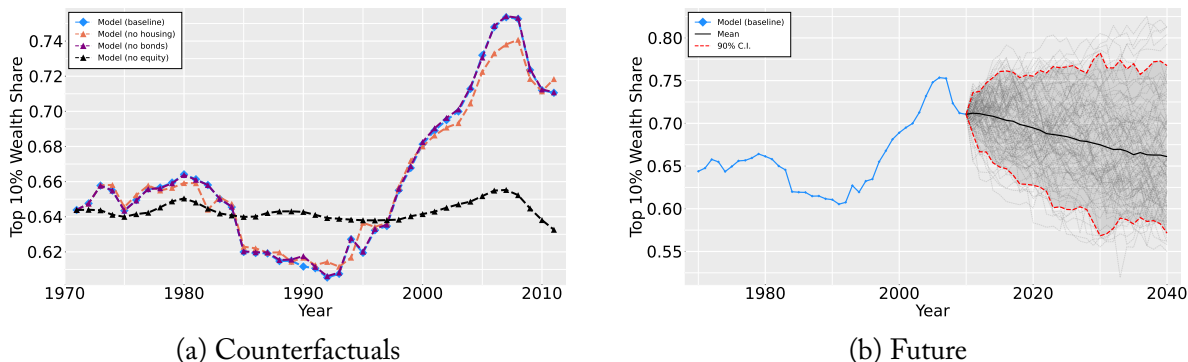 Model (baseline)
Model (no housing)
Model (no bonds)
Model (no equity)
Top 10% Wealth Share
0.74
0.72
0.70
0.68
0.66
0.64
0.62
1970 1980 1990 2000 2010
Year
(a) Counterfactuals
Model (baseline)
Mean
90% C.I.
Top 10% Wealth Share
0.80
0.75
0.70
0.65
0.60
0.55
1980 2000 2020 2040
Year
(b) Future